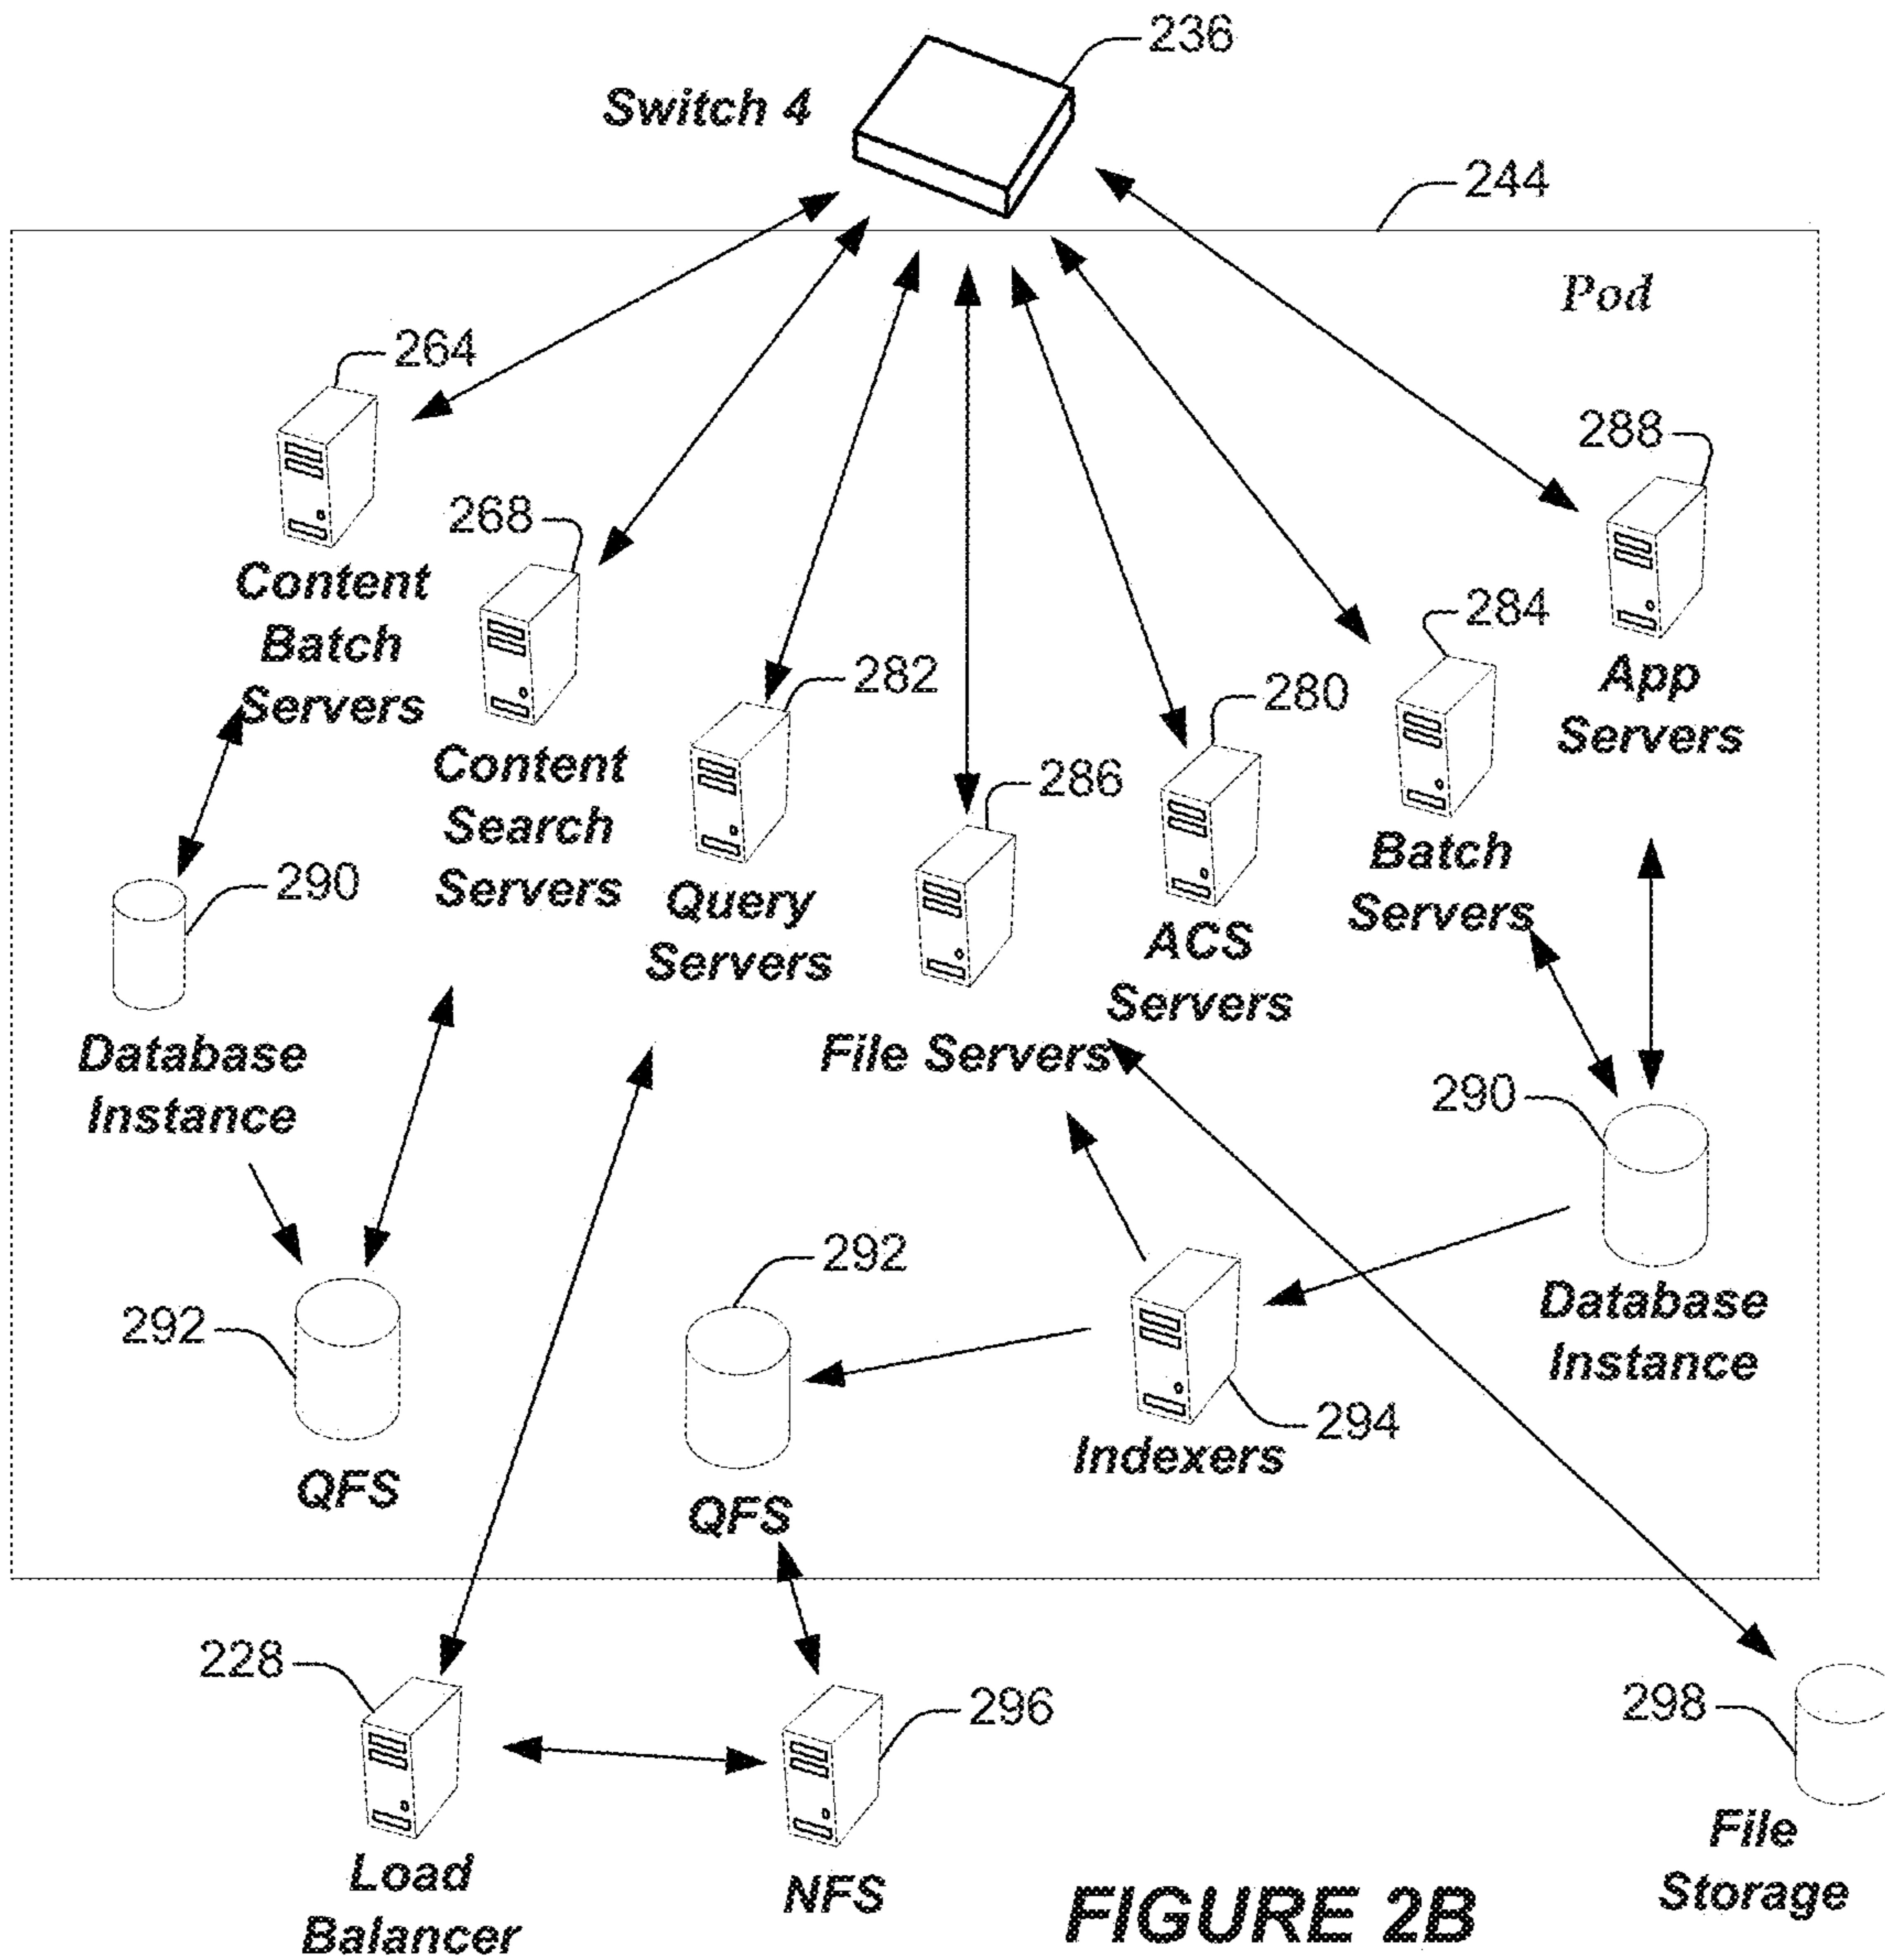 236
Switch 4
244
Pod
264
288
268
Content
Batch
Servers
284
282
280
App
Servers
Content
Search
Servers
286
Batch
Servers
290
Query
Servers
ACS
Servers
Database
Instance
File Servers
290
292
292
Database
Instance
294
Indexers
QFS
QFS
228
296
298
File
Storage
Load
Balancer
NFS
FIGURE 2B